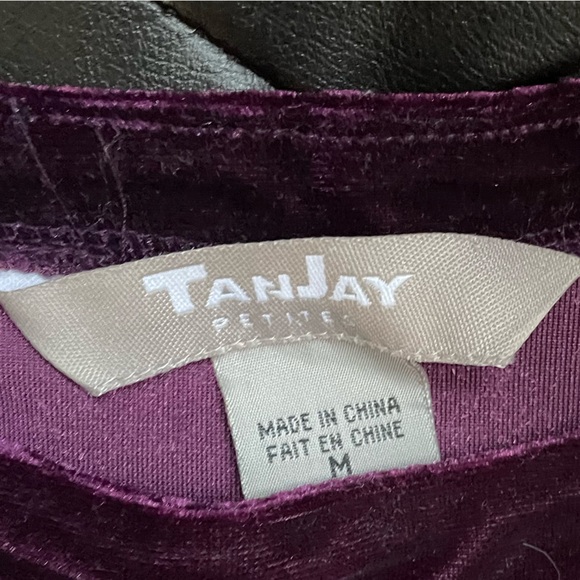 TANJAY
PETITES
MADE IN CHINA
FAIT EN CHINE
M